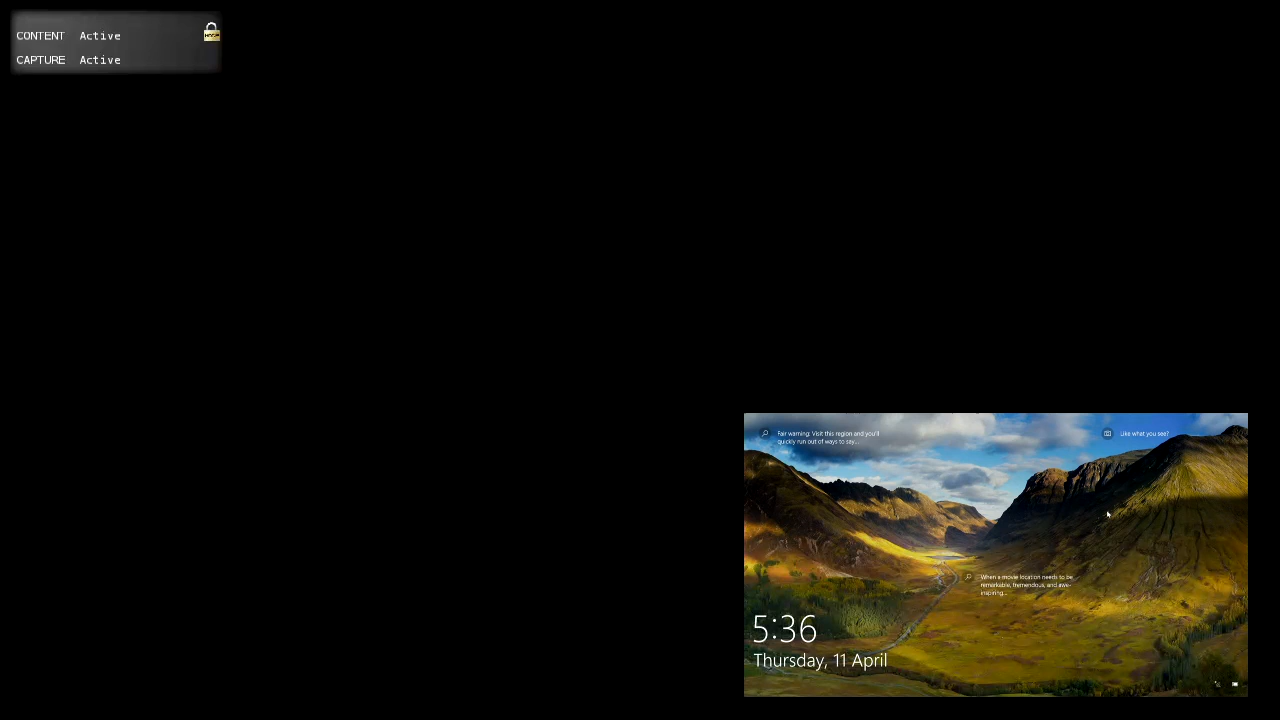 CONTENT Active
CAPTURE Active
Fair warning: Visit this region and you'll
quickly run out of ways to say...
Like what you see?
When a movie location needs to be
remarkable, tremendous, and awe-
inspiring...
5:36
Thursday, 11 April